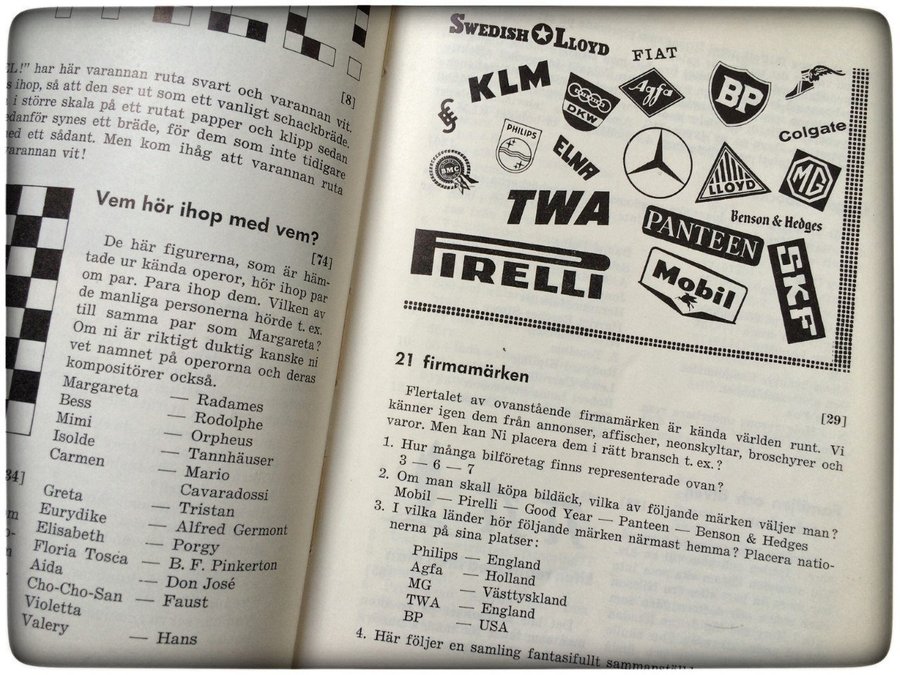 EL!" har här varannan ruta svart och varannan vit.
[8]
ihop, så att den ser ut som ett vanligt schackbräde.
i större skala på ett rutat papper och klipp sedan
edanför synes ett bräde, för dem som inte tidigare
ed ett sådant. Men kom ihåg att varannan ruta
varannan vit!
Vem hör ihop med vem?
[74]
De här figurerna, som är häm-
tade ur kända operor, hör ihop par
om par. Para ihop dem. Vilken av
de manliga personerna hörde t. ex.
till samma par som Margareta?
Om ni är riktigt duktig kanske ni
vet namnet på operorna och deras
kompositörer också.
Margareta — Radames
Bess — Rodolphe
Mimi — Orpheus
Isolde — Tannhäuser
Carmen — Mario
Cavaradossi
Greta — Tristan
Eurydike — Alfred Germont
Elisabeth — Porgy
Floria Tosca — B. F. Pinkerton
Aida — Don José
Cho-Cho-San — Faust
Violetta
Valery — Hans
34]
SWEDISH LLOYD
FIAT
KLM
DKW
Agfa
BP
Colgate
PHILIPS
ELNA
BMC
LLOYD
MG
TWA
Benson & Hedges
PANTEEN
PIRELLI
Mobil
SKF
21 firmamärken
[29]
Flertalet av ovanstående firmamärken är kända världen runt. Vi
känner igen dem från annonser, affischer, neonskyltar, broschyrer och
varor. Men kan Ni placera dem i rätt bransch t. ex.?
1. Hur många bilföretag finns representerade ovan?
3 — 6 — 7
2. Om man skall köpa bildäck, vilka av följande märken väljer man?
Mobil — Pirelli — Good Year — Panteen — Benson & Hedges
3. I vilka länder hör följande märken närmast hemma? Placera natio-
nerna på sina platser:
Philips — England
Agfa — Holland
MG — Västtyskland
TWA — England
BP — USA
4. Här följer en samling fantasifullt